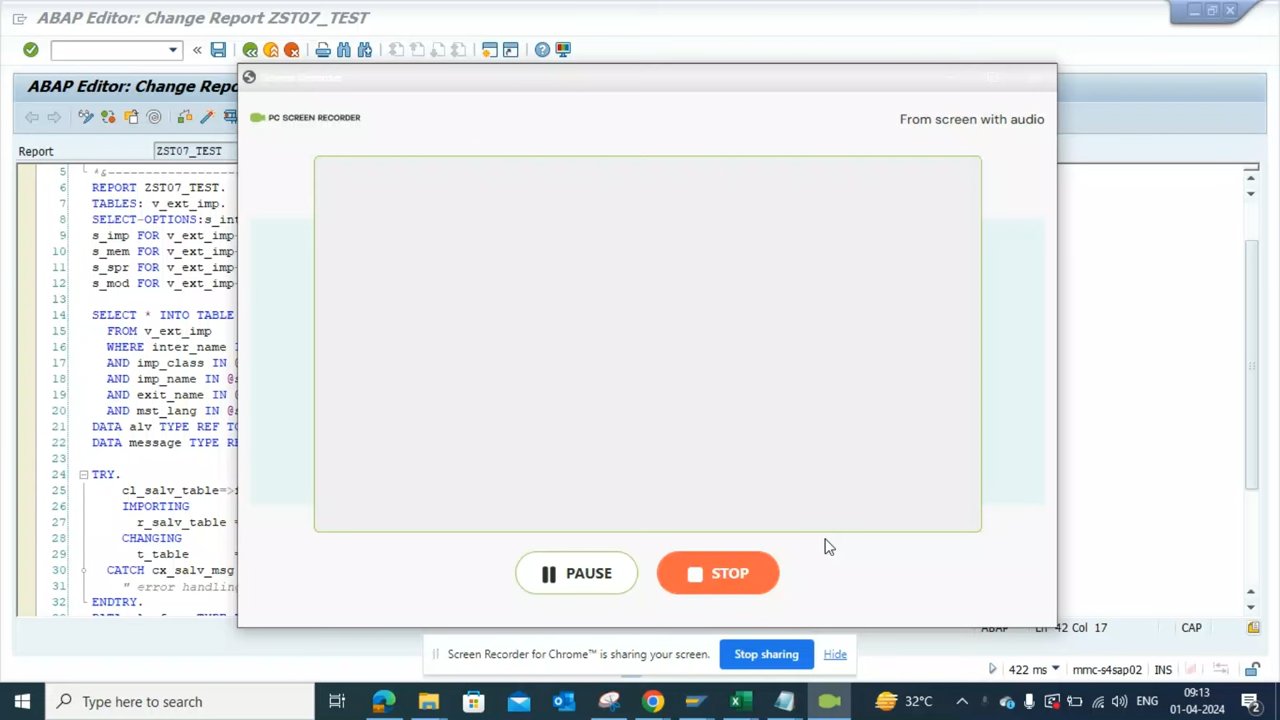 ABAP Editor: Change Report ZST07_TEST
ABAP Editor: Change Repo
Report ZST07_TEST
PC SCREEN RECORDER
From screen with audio
5 *&----------------------
6 REPORT ZST07_TEST.
7 TABLES: v_ext_imp.
8 SELECT-OPTIONS:s_int
9 s_imp FOR v_ext_imp-
10 s_mem FOR v_ext_imp-
11 s_spr FOR v_ext_imp-
12 s_mod FOR v_ext_imp-
13
14 SELECT * INTO TABLE
15 FROM v_ext_imp
16 WHERE inter_name I
17 AND imp_class IN @
18 AND imp_name IN @s
19 AND exit_name IN @
20 AND mst_lang IN @s
21 DATA alv TYPE REF TO
22 DATA message TYPE RE
23
24 TRY.
25 cl_salv_table=>f
26 IMPORTING
27 r_salv_table =
28 CHANGING
29 t_table =
30 CATCH cx_salv_msg
31 " error handling
32 ENDTRY.
PAUSE
STOP
ABAP Ln 42 Col 17 CAP
Screen Recorder for Chrome™ is sharing your screen. Stop sharing Hide
422 ms mmc-s4sap02 INS
Type here to search
32°C
ENG
09:13
01-04-2024
2